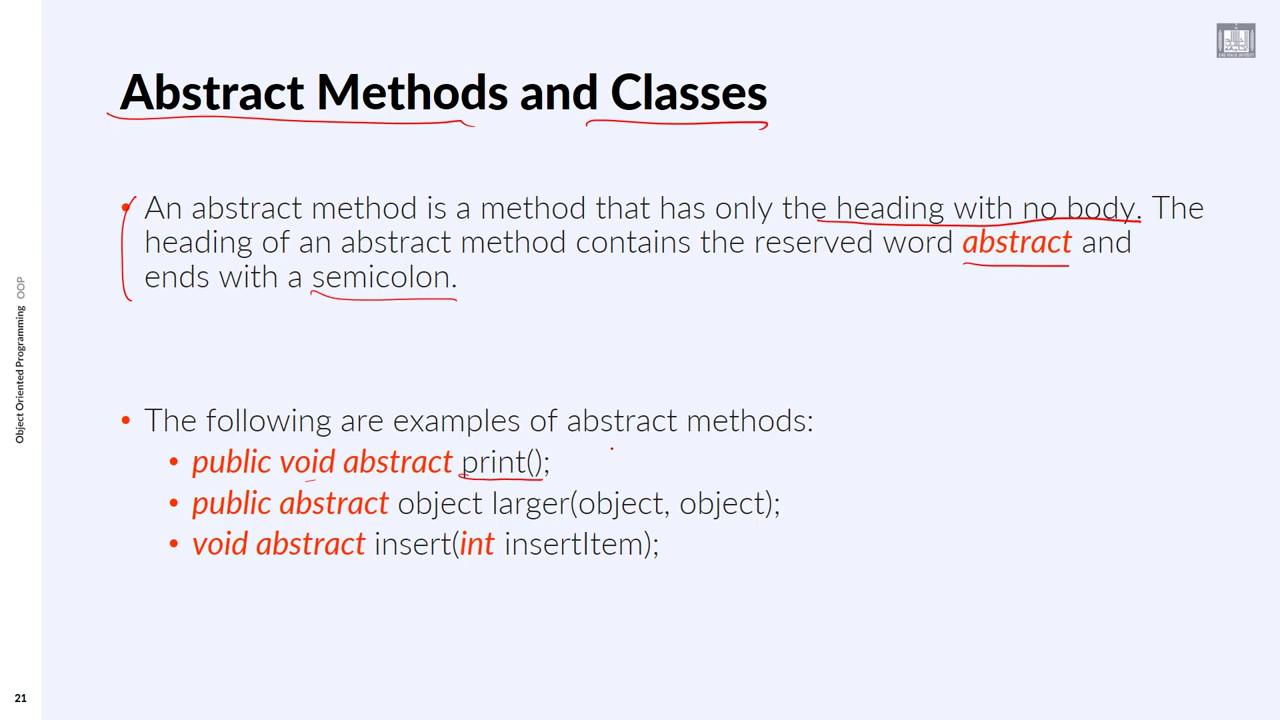 Abstract Methods and Classes
• An abstract method is a method that has only the heading with no body. The
heading of an abstract method contains the reserved word abstract and
ends with a semicolon.
• The following are examples of abstract methods:
• public void abstract print();
• public abstract object larger(object, object);
• void abstract insert(int insertItem);
Object Oriented Programming OOP
21